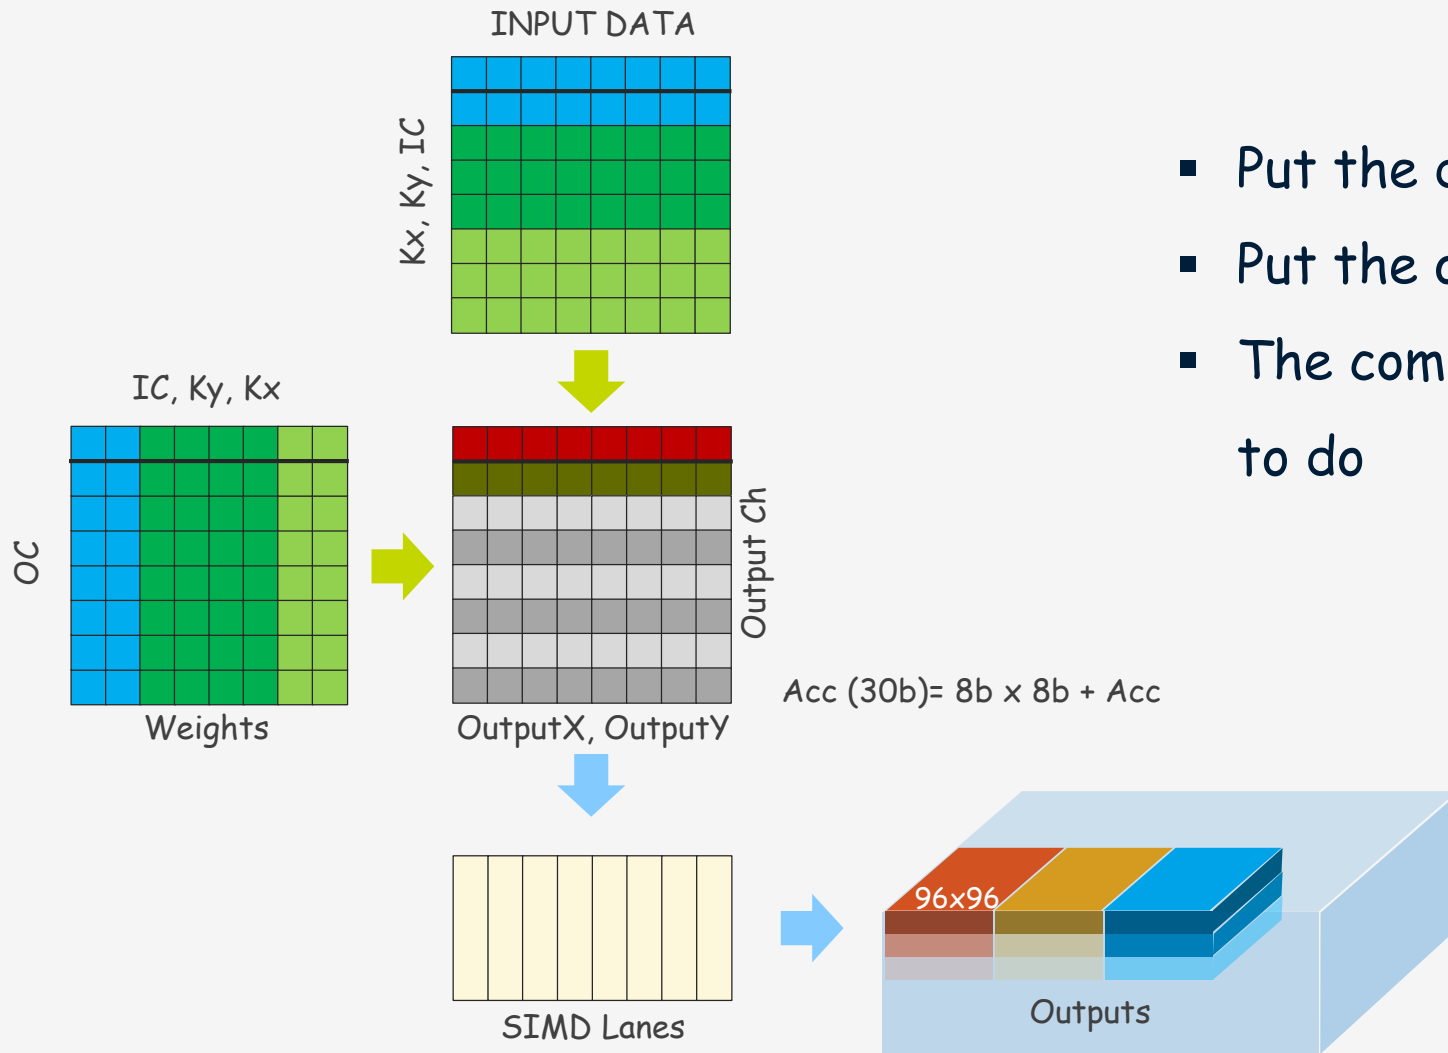 INPUT DATA
Kx, Ky, IC
IC, Ky, Kx
OC
Weights
Output Ch
OutputX, OutputY
Acc (30b)= 8b x 8b + Acc
SIMD Lanes
96x96
Outputs
▪ Put the
▪ Put the
▪ The
to do